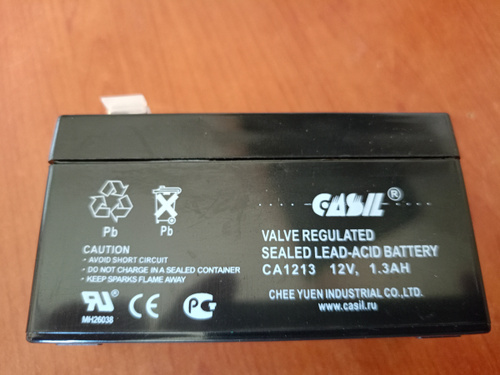 CASIL®
Pb
Pb
VALVE REGULATED
SEALED LEAD-ACID BATTERY
CA1213 12V, 1.3AH
CAUTION
- AVOID SHORT CIRCUIT
- DO NOT CHARGE IN A SEALED CONTAINER
- KEEP SPARKS FLAME AWAY
CHEE YUEN INDUSTRIAL CO.,LTD.
www.casil.ru
MH26038
CE